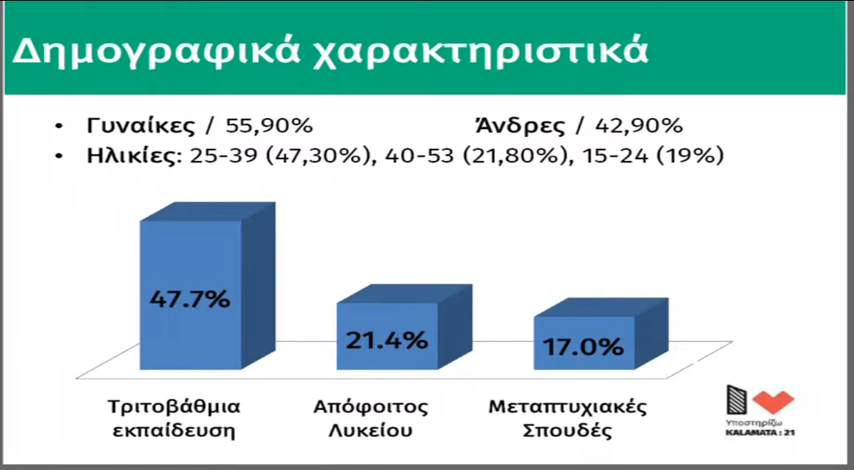 Δημογραφικά χαρακτηριστικά
• Γυναίκες / 55,90% Άνδρες / 42,90%
• Ηλικίες: 25-39 (47,30%), 40-53 (21,80%), 15-24 (19%)
47.7%
21.4%
17.0%
Τριτοβάθμια εκπαίδευση
Απόφοιτος Λυκείου
Μεταπτυχιακές Σπουδές
Υποστηρίζω
KALAMATA : 21